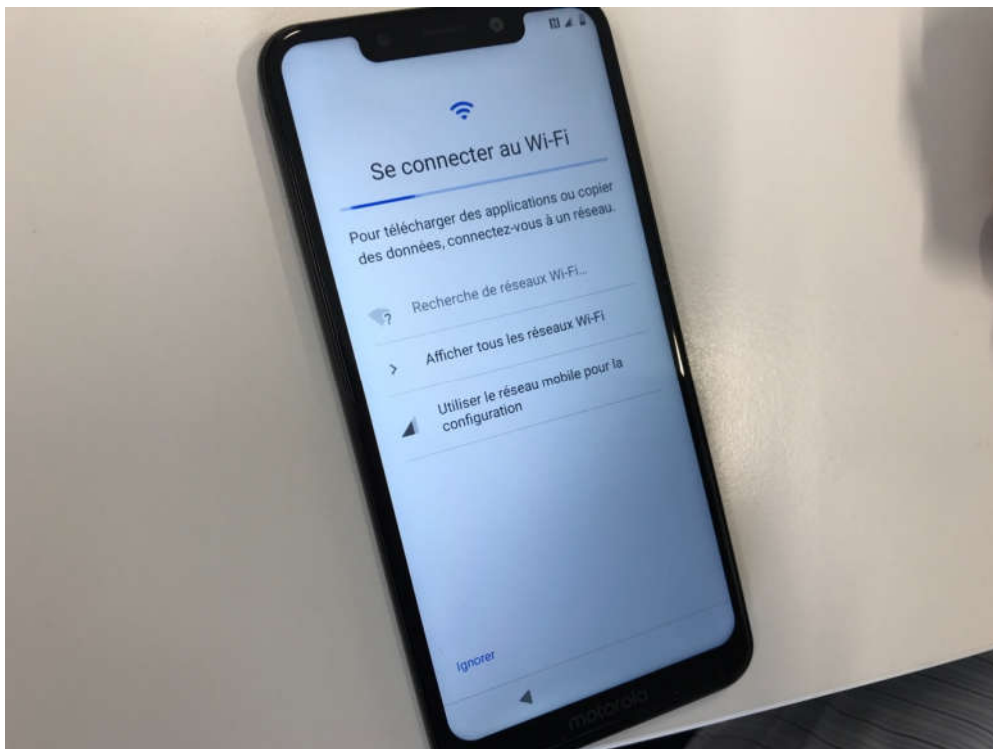 Se connecter au Wi-Fi
Pour télécharger des applications ou copier
des données, connectez-vous à un réseau.
?
Recherche de réseaux Wi-Fi...
Afficher tous les réseaux Wi-Fi
Utiliser le réseau mobile pour la
configuration
Ignorer
motorola